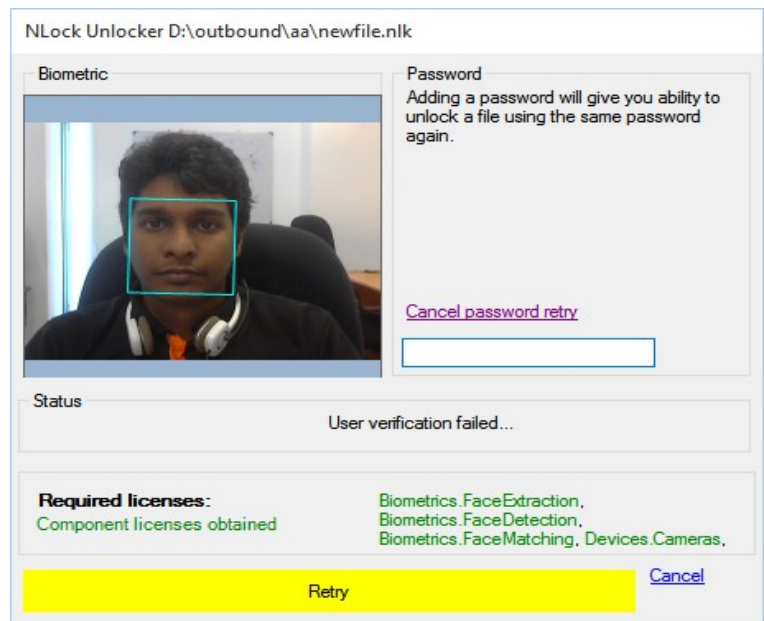 NLock Unlocker D:\outbound\aa\newfile.nlk
Biometric
Password
Adding a password will give you ability to
unlock a file using the same password
again.
Cancel password retry
Status
User verification failed...
Required licenses:
Component licenses obtained
Biometrics.FaceExtraction,
Biometrics.FaceDetection,
Biometrics.FaceMatching, Devices.Cameras,
Retry
Cancel